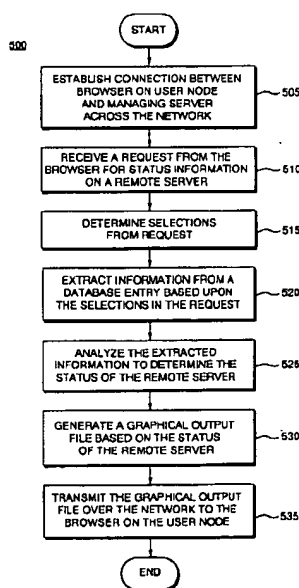 START
500
ESTABLISH CONNECTION BETWEEN
BROWSER ON USER NODE
AND MANAGING SERVER
ACROSS THE NETWORK
505
RECEIVE A REQUEST FROM THE
BROWSER FOR STATUS INFORMATION
ON A REMOTE SERVER
510
DETERMINE SELECTIONS
FROM REQUEST
515
EXTRACT INFORMATION FROM A
DATABASE ENTRY BASED UPON
THE SELECTIONS IN THE REQUEST
520
ANALYZE THE EXTRACTED
INFORMATION TO DETERMINE THE
STATUS OF THE REMOTE SERVER
525
GENERATE A GRAPHICAL OUTPUT
FILE BASED ON THE STATUS
OF THE REMOTE SERVER
530
TRANSMIT THE GRAPHICAL OUTPUT
FILE OVER THE NETWORK TO
THE BROWSER ON THE USER NODE
535
END